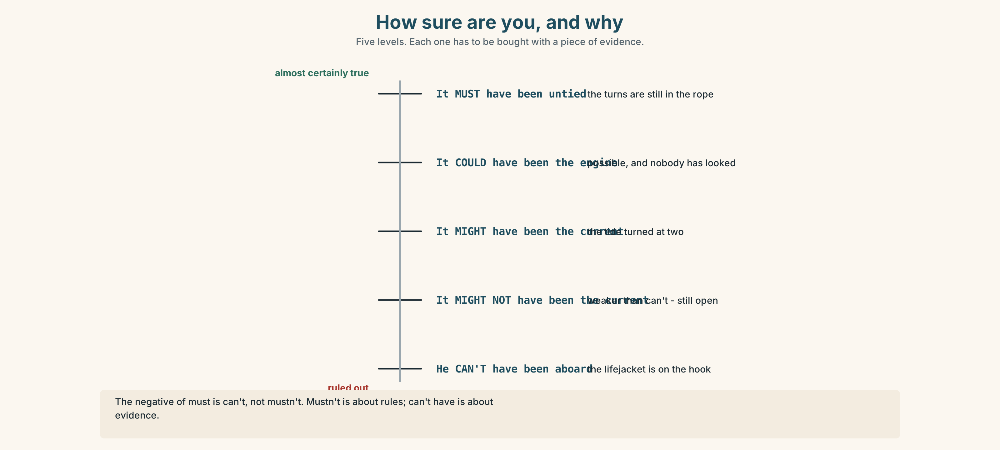 How sure are you, and why
Five levels. Each one has to be bought with a piece of evidence.
almost certainly true
It MUST have been untied the turns are still in the rope
It COULD have been the engine possible, and nobody has looked
It MIGHT have been the current the tide turned at two
It MIGHT NOT have been the current weaker than can't - still open
He CAN'T have been aboard the lifejacket is on the hook
ruled out
The negative of must is can't, not mustn't. Mustn't is about rules; can't have is about
evidence.